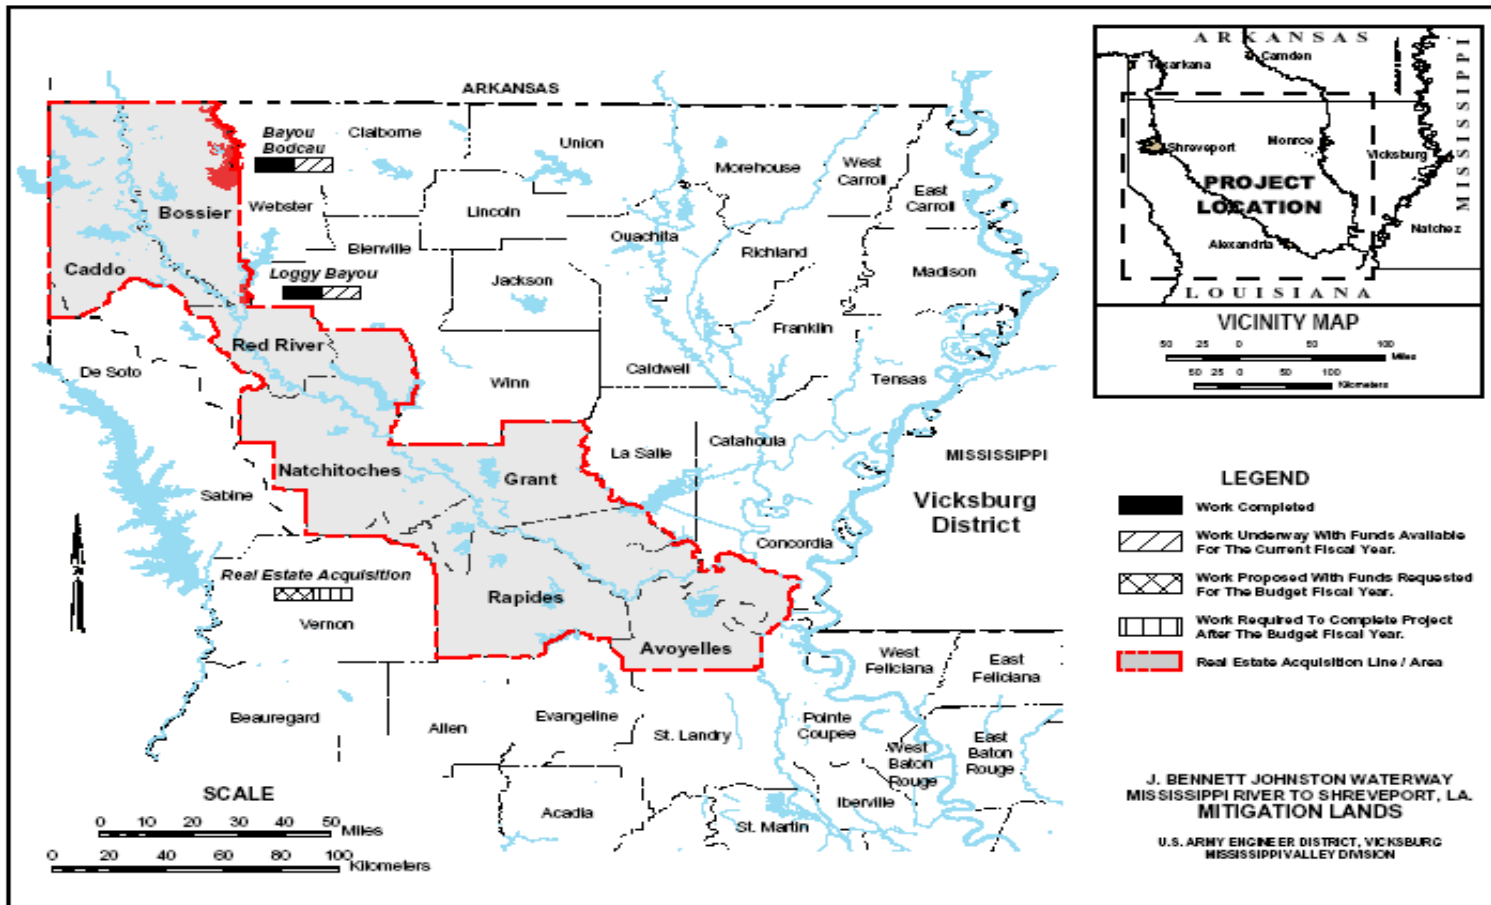 ARKANSAS
Bayou
Bodcau
Claiborne
Union
Morehouse
West
Carroll
East
Carroll
Bossier
Webster
Lincoln
Ouachita
Richland
Bienville
Caddo
Loggy Bayou
Jackson
Madison
Franklin
Red River
De Soto
Winn
Caldwell
Tensas
Natchitoches
Grant
La Salle
Catahoula
MISSISSIPPI
Sabine
Vicksburg
District
Concordia
Real Estate Acquisition
Vernon
Rapides
Avoyelles
West
Feliciana
East
Feliciana
Beauregard
Allen
Evangeline
St. Landry
Pointe
Coupee
West
Baton
Rouge
East
Baton
Rouge
Iberville
Acadia
St. Martin
SCALE
0 10 20 30 40 50
Miles
0 20 40 60 80 100
Kilometers
ARKANSAS
Camden
Texarkana
MISSISSIPPI
Shreveport
Monroe
Vicksburg
PROJECT
LOCATION
Alexandria
Natchez
LOUISIANA
VICINITY MAP
50 25 0 50 100
Miles
50 25 0 50 100
Kilometers
LEGEND
Work Completed
Work Underway With Funds Available
For The Current Fiscal Year.
Work Proposed With Funds Requested
For The Budget Fiscal Year.
Work Required To Complete Project
After The Budget Fiscal Year.
Real Estate Acquisition Line / Area
J. BENNETT JOHNSTON WATERWAY
MISSISSIPPI RIVER TO SHREVEPORT, LA.
MITIGATION LANDS
U.S. ARMY ENGINEER DISTRICT, VICKSBURG
MISSISSIPPI VALLEY DIVISION